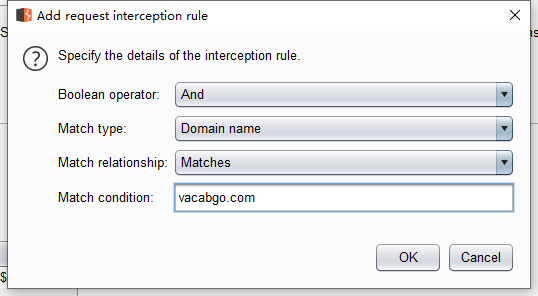 Add request interception rule
Specify the details of the interception rule.
Boolean operator: And
Match type: Domain name
Match relationship: Matches
Match condition: vacabgo.com
OK Cancel
$